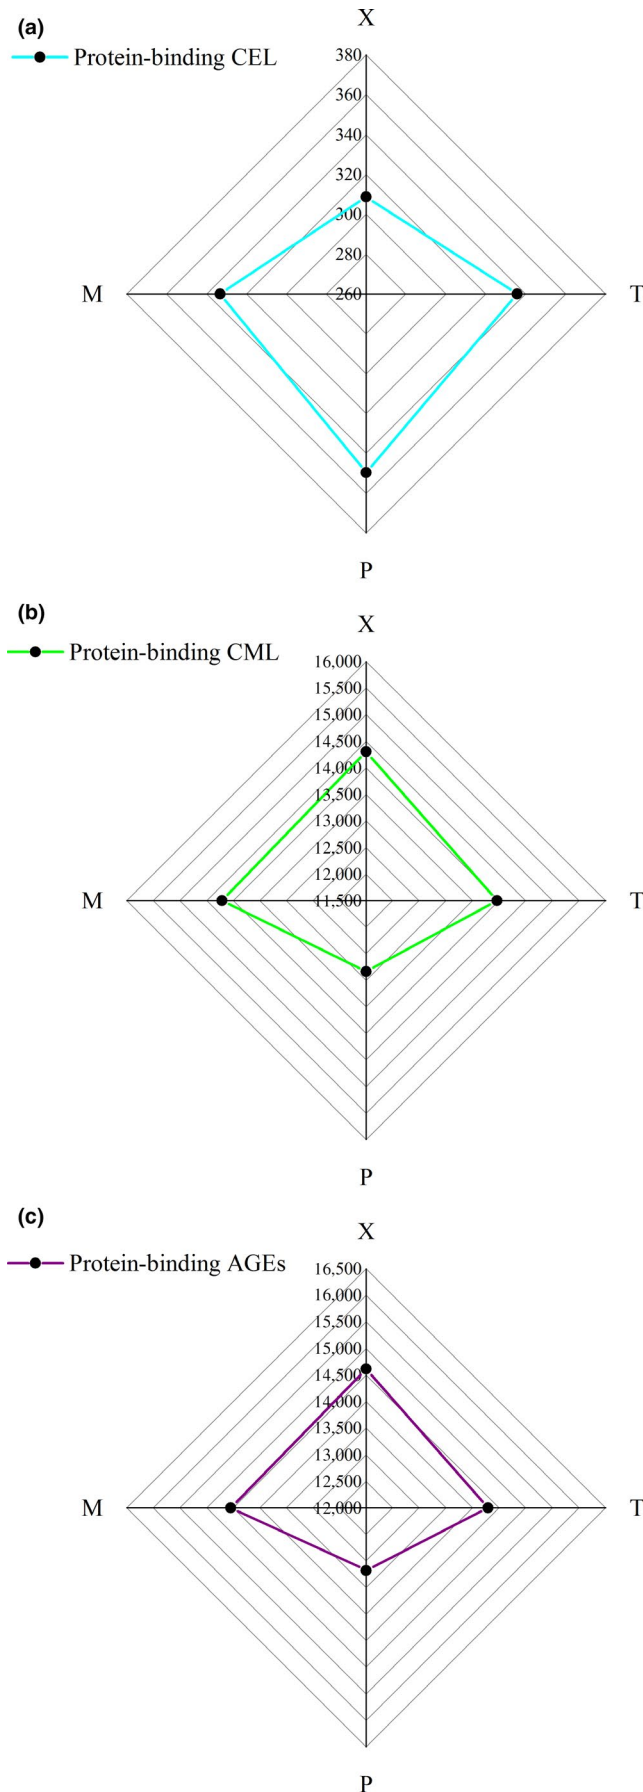 (a)
X
Protein-binding CEL
380
360
340
320
300
280
260
M
T
P
(b)
X
Protein-binding CML
16,000
15,500
15,000
14,500
14,000
13,500
13,000
12,500
12,000
11,500
M
T
P
(c)
X
Protein-binding AGEs
16,500
16,000
15,500
15,000
14,500
14,000
13,500
13,000
12,500
12,000
M
T
P